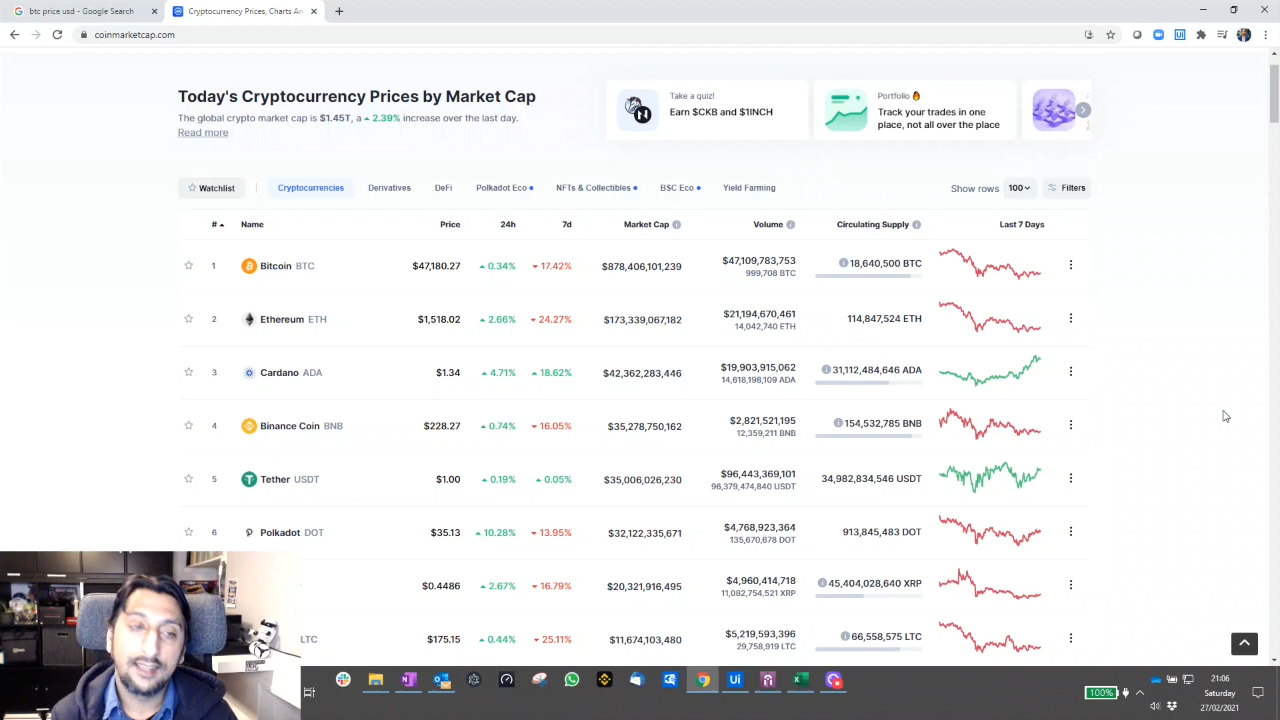 btc price usd - Google Search
Cryptocurrency Prices, Charts An
coinmarketcap.com
Today's Cryptocurrency Prices by Market Cap
The global crypto market cap is $1.45T, a 2.39% increase over the last day.
Read more
Take a quiz!
Earn $CKB and $1INCH
Portfolio 🔥
Track your trades in one
place, not all over the place
Watchlist
Cryptocurrencies
Derivatives
DeFi
Polkadot Eco
NFTs & Collectibles
BSC Eco
Yield Farming
Show rows
100
Filters
# Name Price 24h 7d Market Cap Volume Circulating Supply Last 7 Days
1 Bitcoin BTC $47,180.27 0.34% 17.42% $878,406,101,239 $47,109,783,753 18,640,500 BTC
999,708 BTC
2 Ethereum ETH $1,518.02 2.66% 24.27% $173,339,067,182 $21,194,670,461 114,847,524 ETH
14,042,740 ETH
3 Cardano ADA $1.34 4.71% 18.62% $42,362,283,446 $19,903,915,062 31,112,484,646 ADA
14,618,198,109 ADA
4 Binance Coin BNB $228.27 0.74% 16.05% $35,278,750,162 $2,821,521,195 154,532,785 BNB
12,359,211 BNB
5 Tether USDT $1.00 0.19% 0.05% $35,006,026,230 $96,443,369,101 34,982,834,546 USDT
96,379,474,840 USDT
6 Polkadot DOT $35.13 10.28% 13.95% $32,122,335,671 $4,768,923,364 913,845,483 DOT
135,670,678 DOT
$0.4486 2.67% 16.79% $20,321,916,495 $4,960,414,718 45,404,028,640 XRP
11,082,754,521 XRP
LTC $175.15 0.44% 25.11% $11,674,103,480 $5,219,593,396 66,558,575 LTC
29,758,919 LTC
100%
21:06
Saturday
27/02/2021